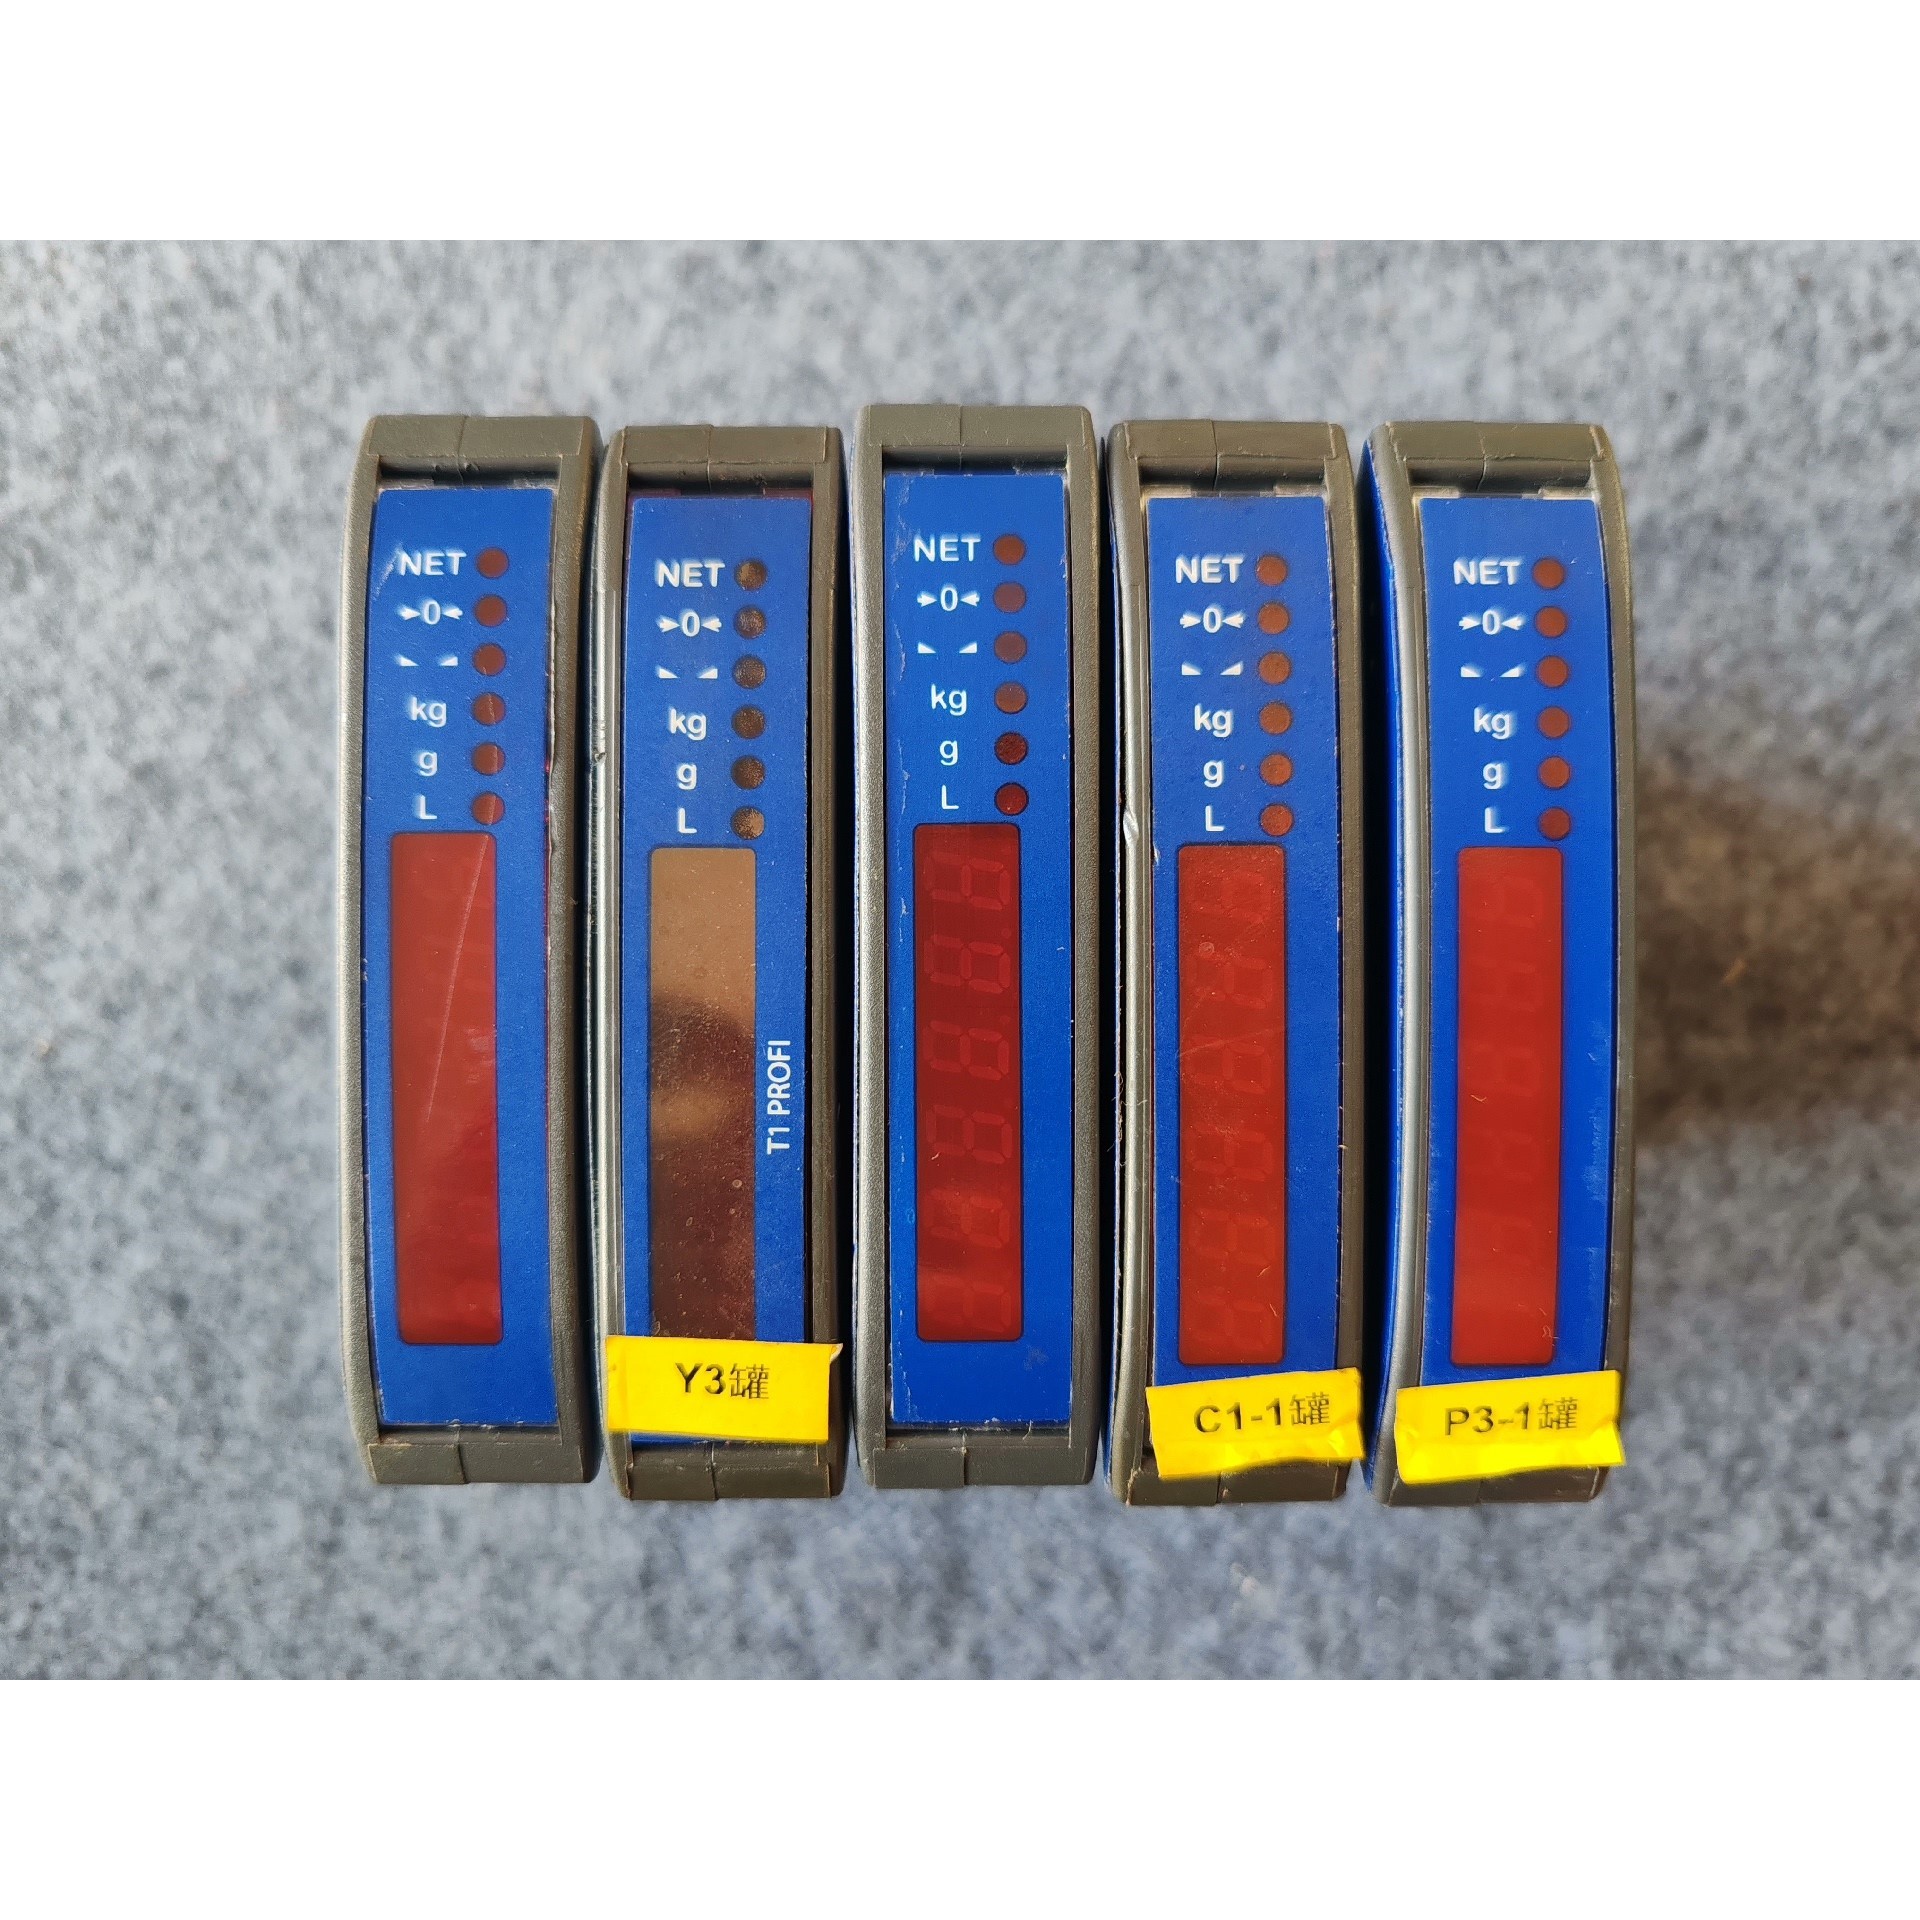 NET
→0←
kg
g
L
NET
→0←
kg
g
L
T1 PROFI
Y3罐
NET
→0←
kg
g
L
NET
→0←
kg
g
L
C1-1罐
NET
→0←
kg
g
L
P3-1罐